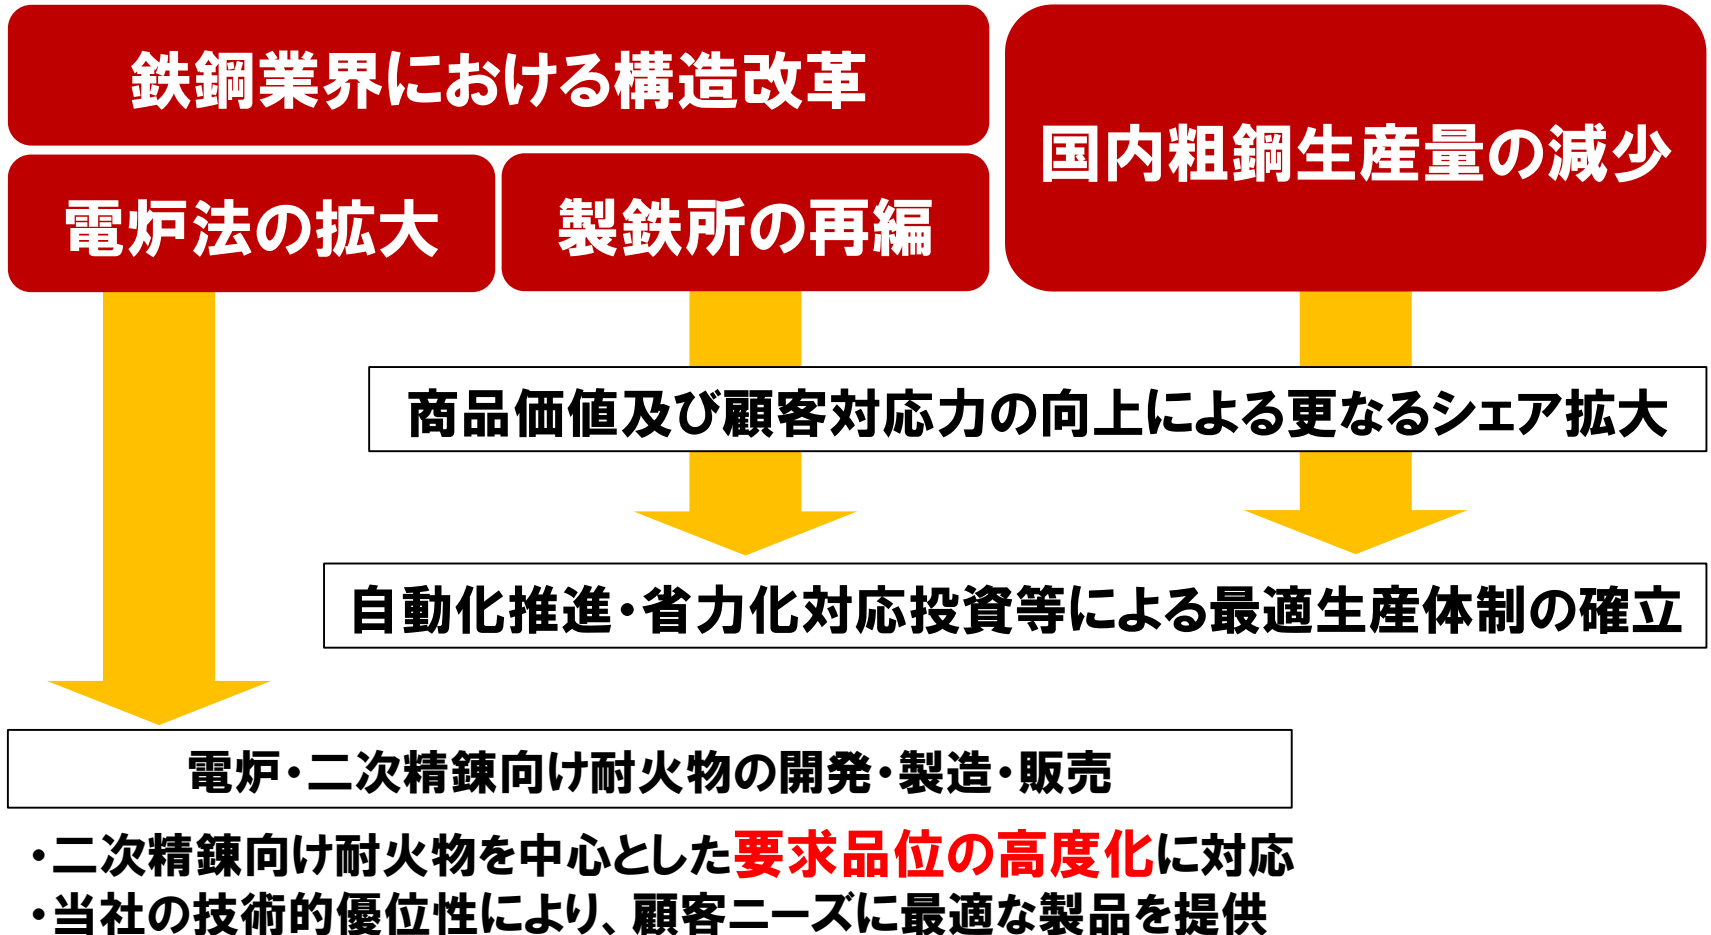 鉄鋼業界における構造改革
国内粗鋼生産量の減少
電炉法の拡大
製鉄所の再編
商品価値及び顧客対応力の向上による更なるシェア拡大
自動化推進・省力化対応投資等による最適生産体制の確立
電炉・二次精錬向け耐火物の開発・製造・販売
・二次精錬向け耐火物を中心とした要求品位の高度化に対応
・当社の技術的優位性により、顧客ニーズに最適な製品を提供